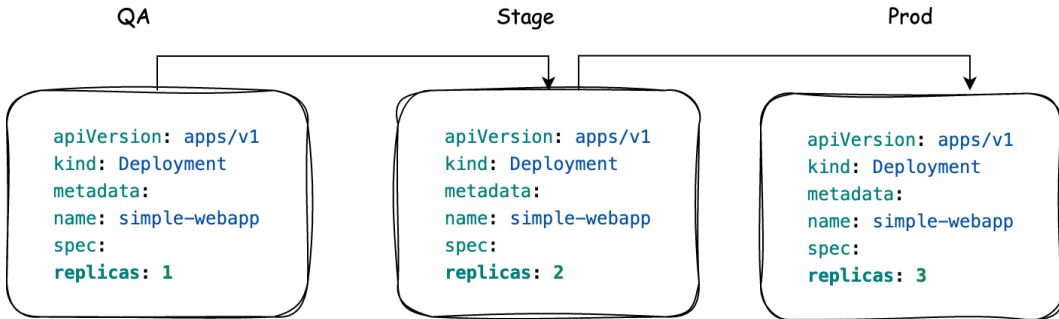 QA
apiVersion: apps/v1
kind: Deployment
metadata:
name: simple-webapp
spec:
replicas: 1
Stage
apiVersion: apps/v1
kind: Deployment
metadata:
name: simple-webapp
spec:
replicas: 2
Prod
apiVersion: apps/v1
kind: Deployment
metadata:
name: simple-webapp
spec:
replicas: 3